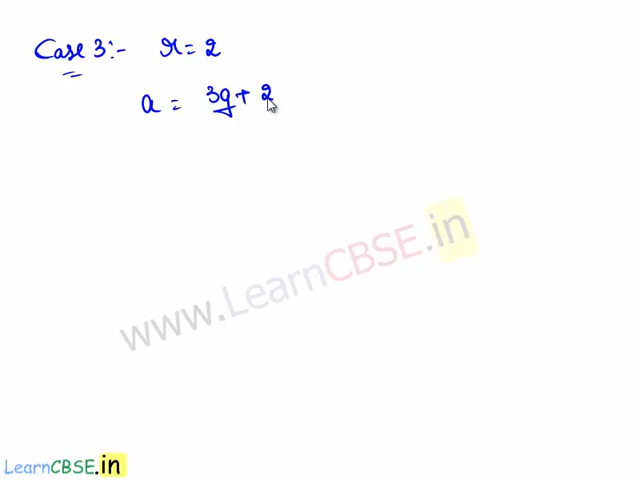 Case 3:- r = 2
a = 3q + 2
www.LearnCBSE.in
LearnCBSE.in